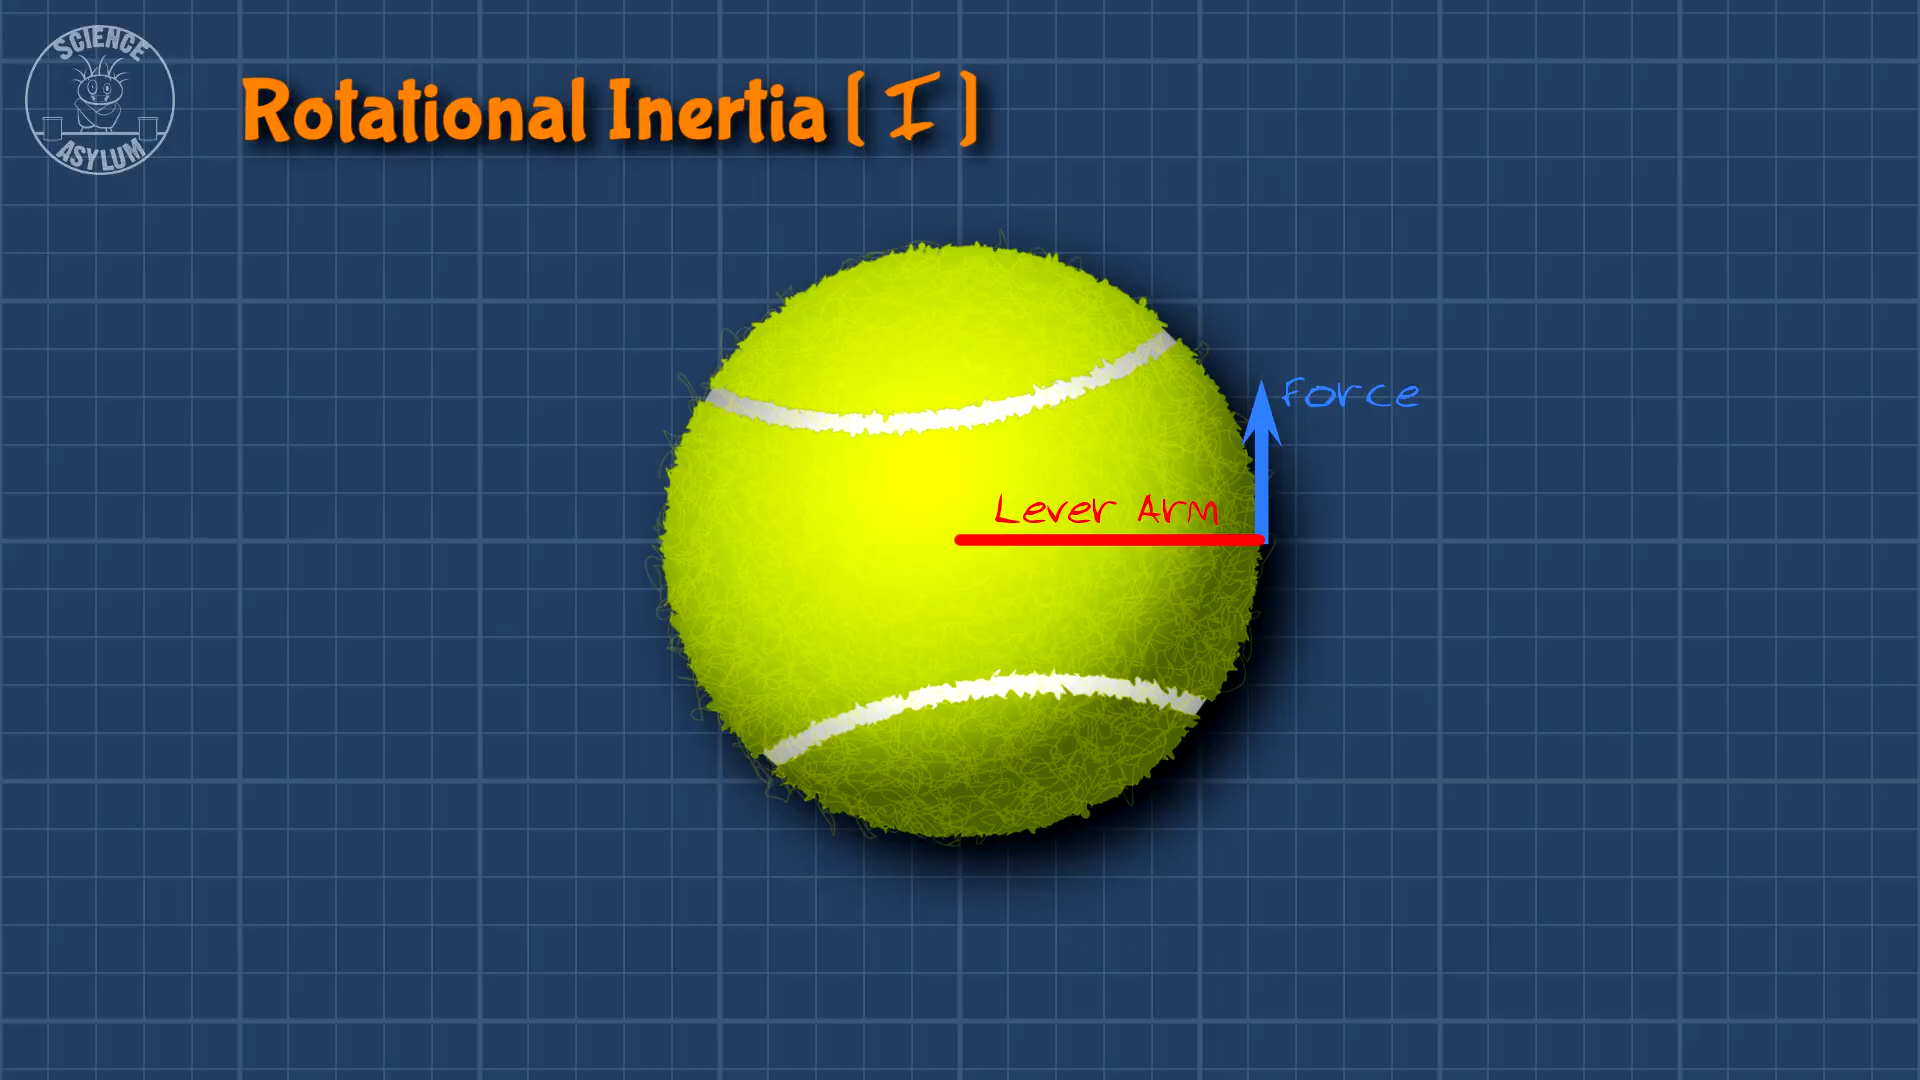 SCIENCE
ASYLUM
Rotational Inertia (I)
Force
Lever Arm